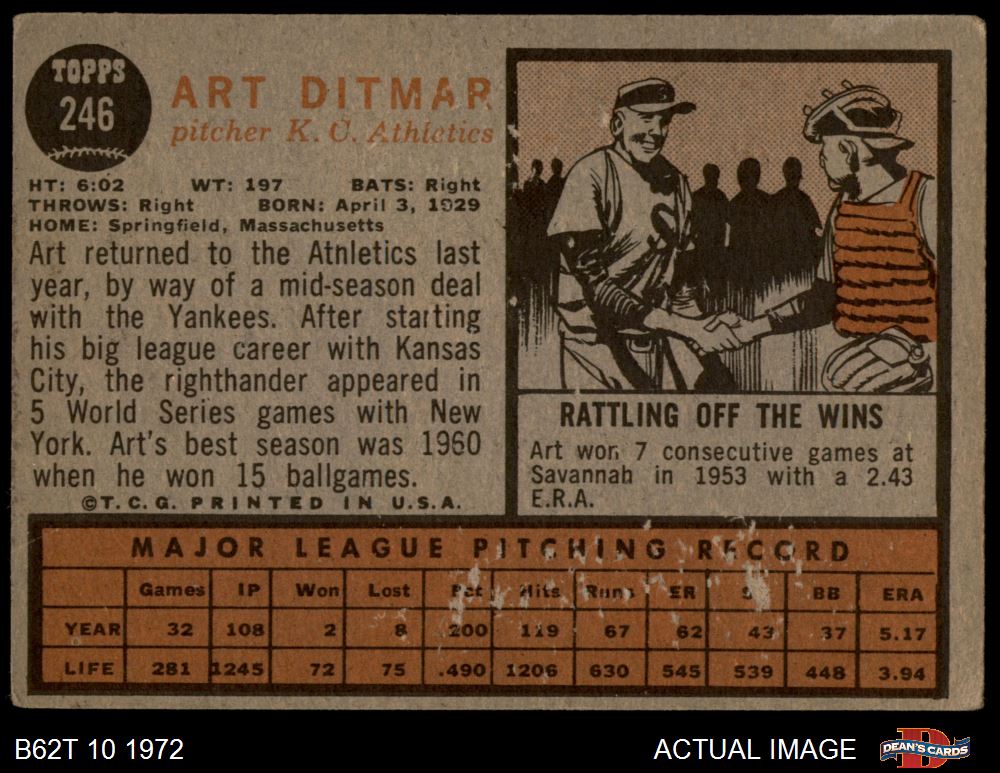 TOPPS
246
ART DITMAR
pitcher K. C. Athletics
HT: 6:02 WT: 197 BATS: Right
THROWS: Right BORN: April 3, 1929
HOME: Springfield, Massachusetts
Art returned to the Athletics last
year, by way of a mid-season deal
with the Yankees. After starting
his big league career with Kansas
City, the righthander appeared in
5 World Series games with New
York. Art's best season was 1960
when he won 15 ballgames.
©T.C.G. PRINTED IN U.S.A.
S
RATTLING OFF THE WINS
Art won 7 consecutive games at
Savannah in 1953 with a 2.43
E.R.A.
MAJOR LEAGUE PITCHING RECORD
Games IP Won Lost Pct Hits Runs ER BB ERA
YEAR 32 108 2 8 .200 119 67 62 43 37 5.17
LIFE 281 1245 72 75 .490 1206 630 545 539 448 3.94
B62T 10 1972
ACTUAL IMAGE
DEAN'S CARDS